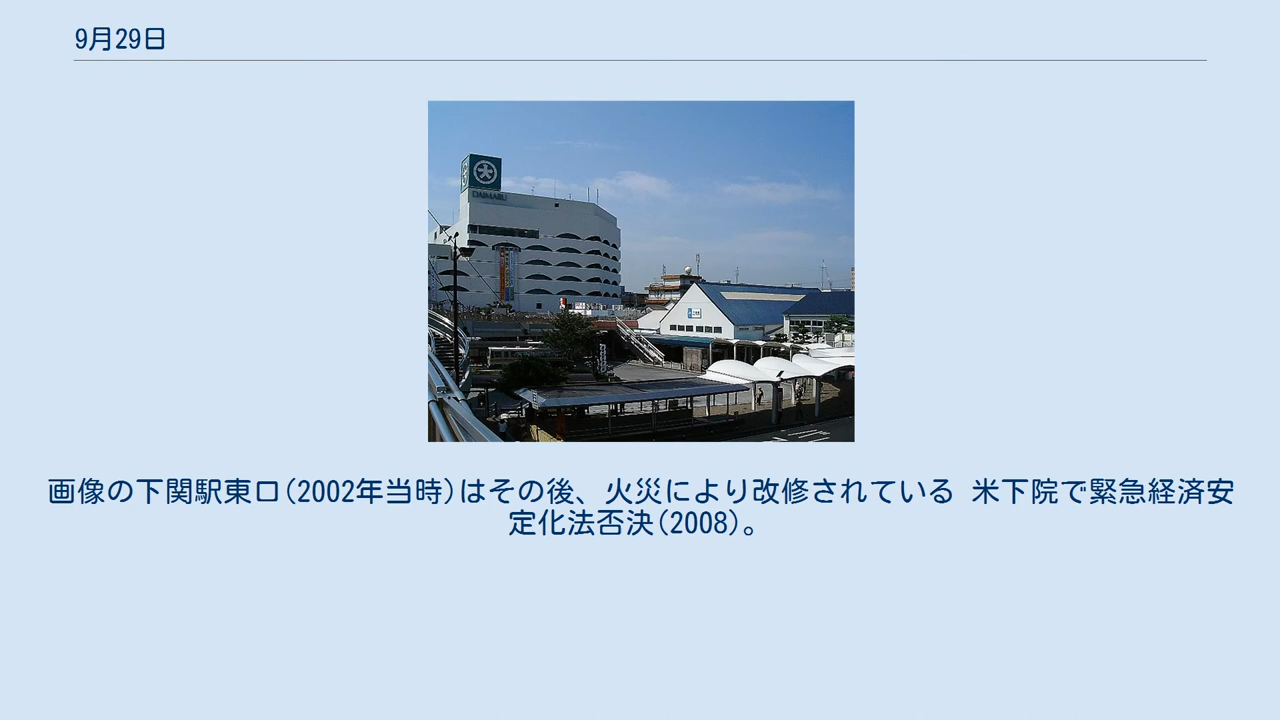 9月29日
大
DAIMARU
画像の下関駅東口(2002年当時)はその後、火災により改修されている 米下院で緊急経済安
定化法否決(2008)。